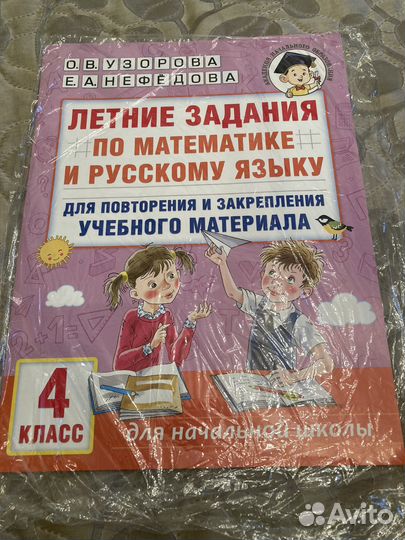 О.В.УЗОРОВА
Е.А.НЕФЁДОВА
ЛЕТНИЕ ЗАДАНИЯ
ПО МАТЕМАТИКЕ
И РУССКОМУ ЯЗЫКУ
ДЛЯ ПОВТОРЕНИЯ И ЗАКРЕПЛЕНИЯ
УЧЕБНОГО МАТЕРИАЛА
4
КЛАСС
для начальной школы
Avito